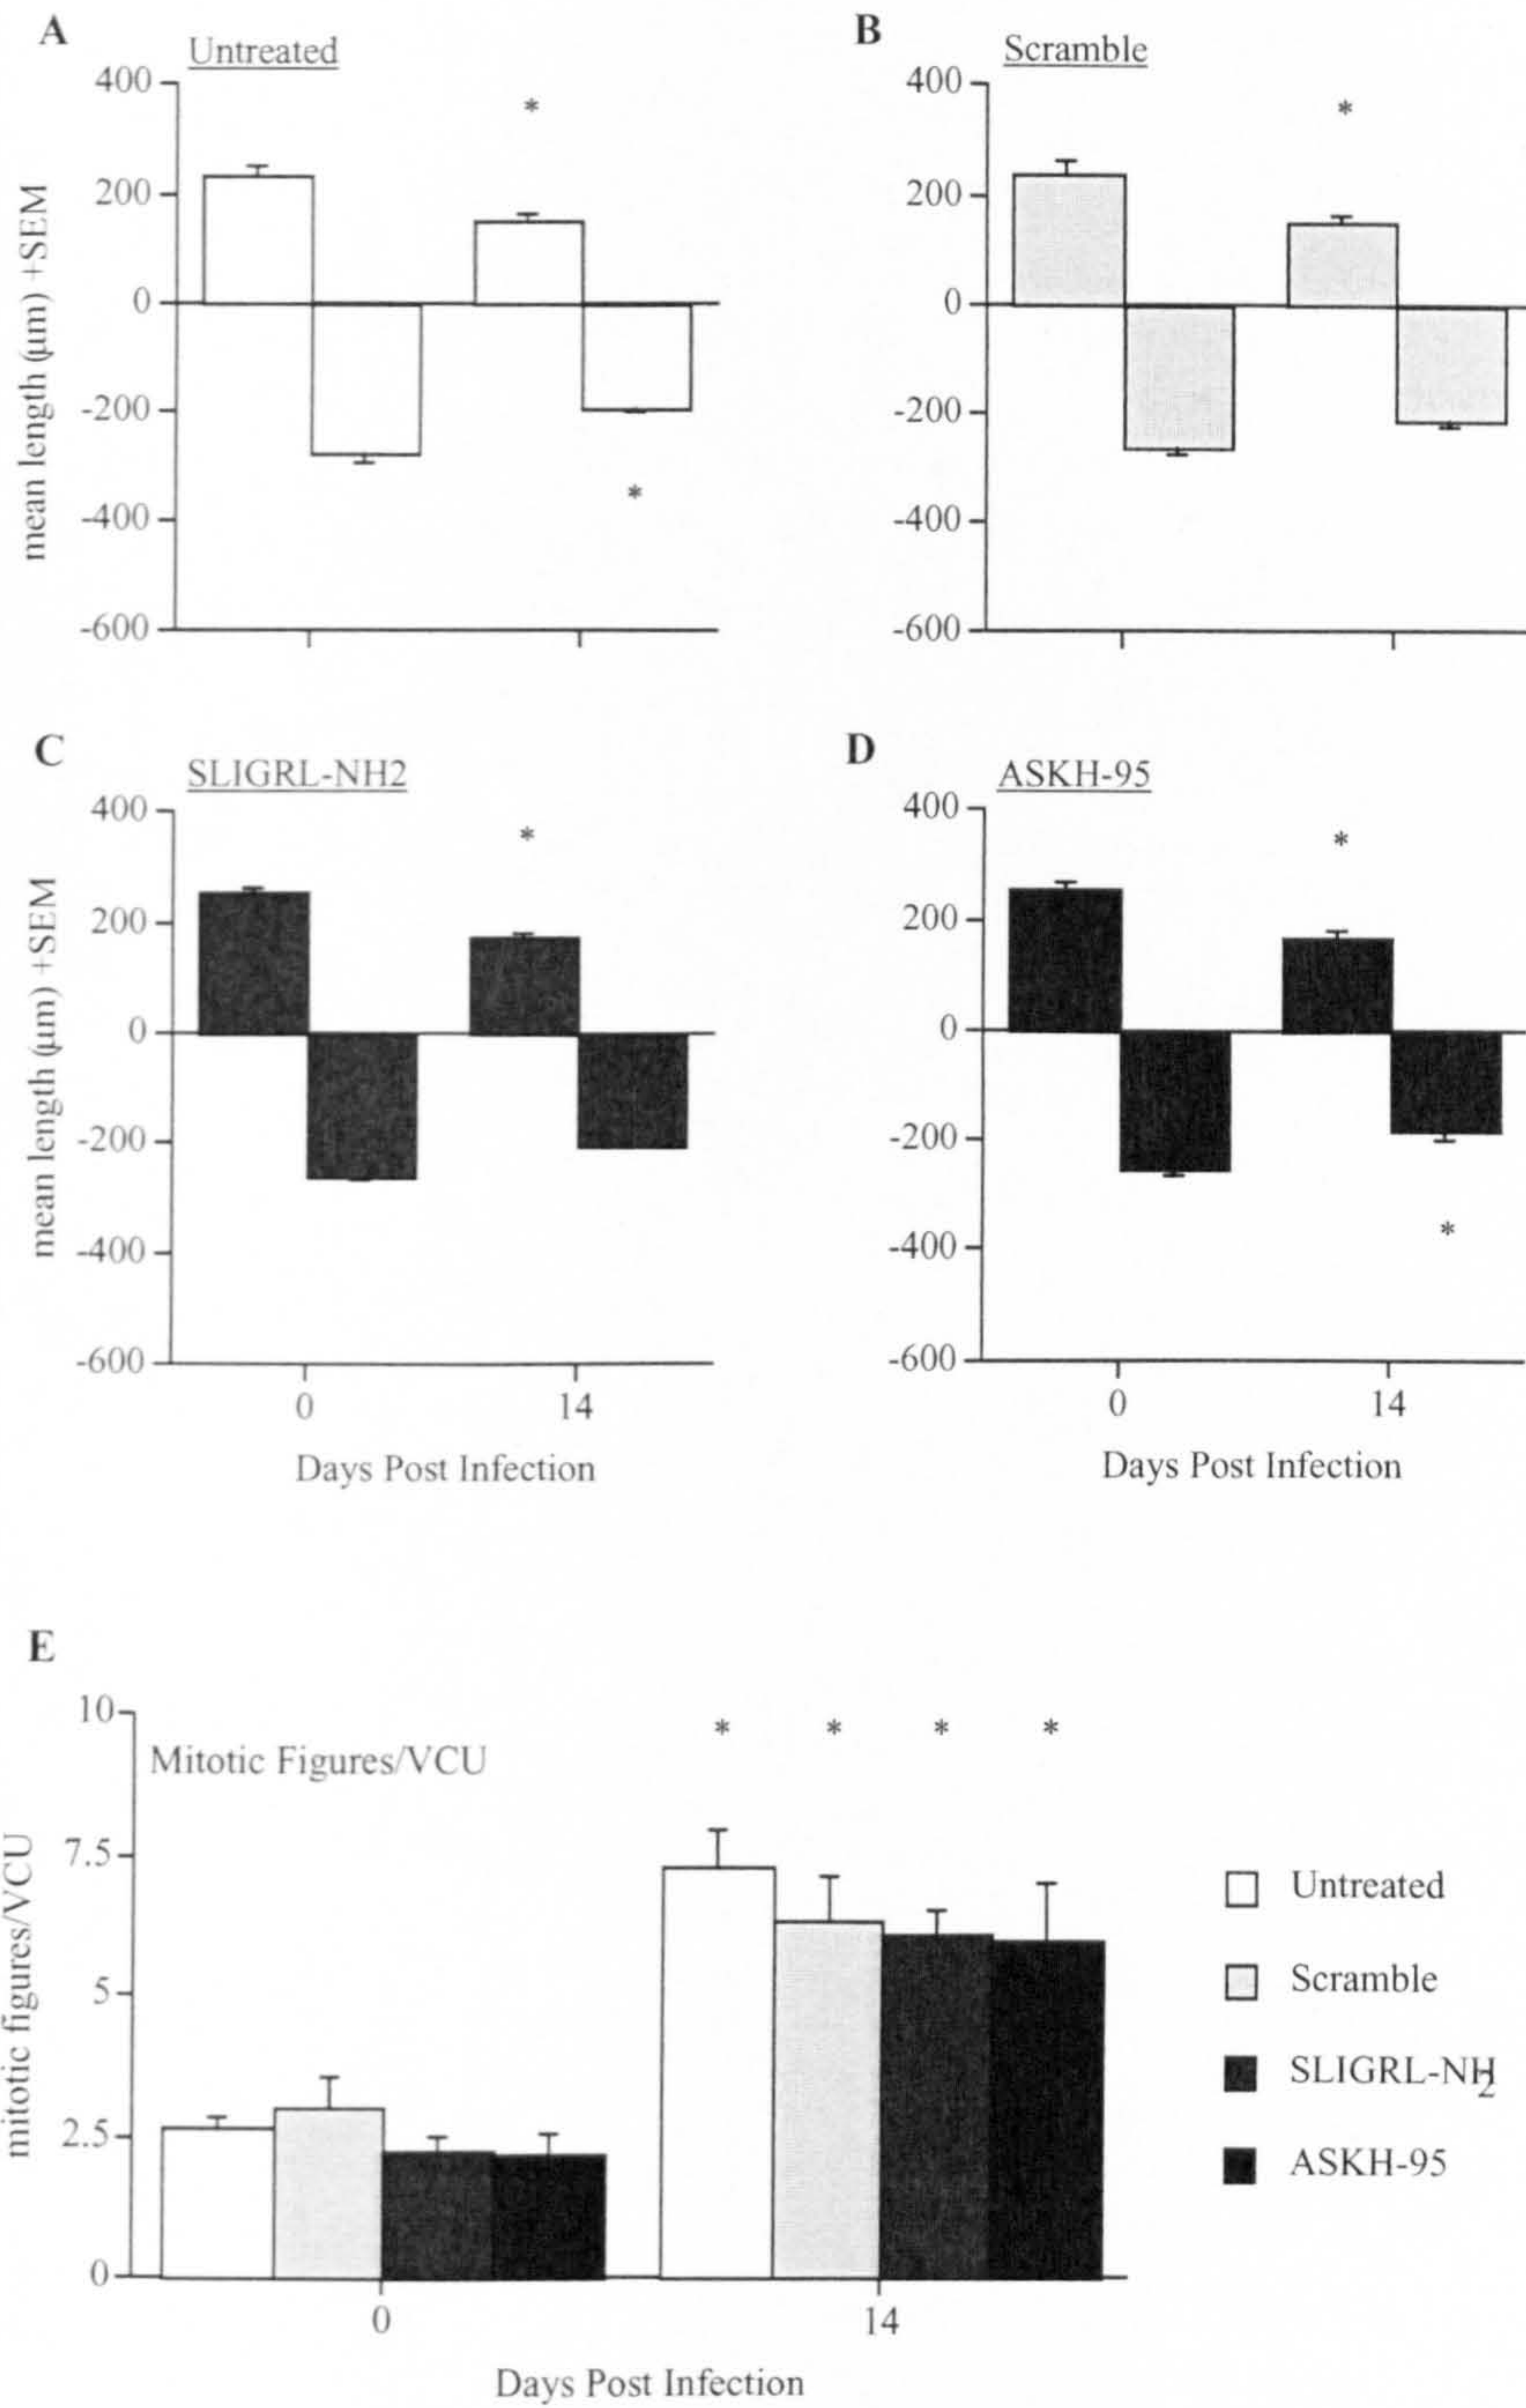 A
Untreated
400
200
0
-200
-400
-600
mean length (µm) +SEM
*
*
B
Scramble
400
200
0
-200
-400
-600
*
C
SLIGRL-NH2
400
200
0
-200
-400
-600
mean length (µm) +SEM
*
0
14
Days Post Infection
D
ASKH-95
400
200
0
-200
-400
-600
*
*
0
14
Days Post Infection
E
10
7.5
5
2.5
0
mitotic figures/VCU
Mitotic Figures/VCU
* * * *
0
14
Days Post Infection
Untreated
Scramble
SLIGRL-NH2
ASKH-95